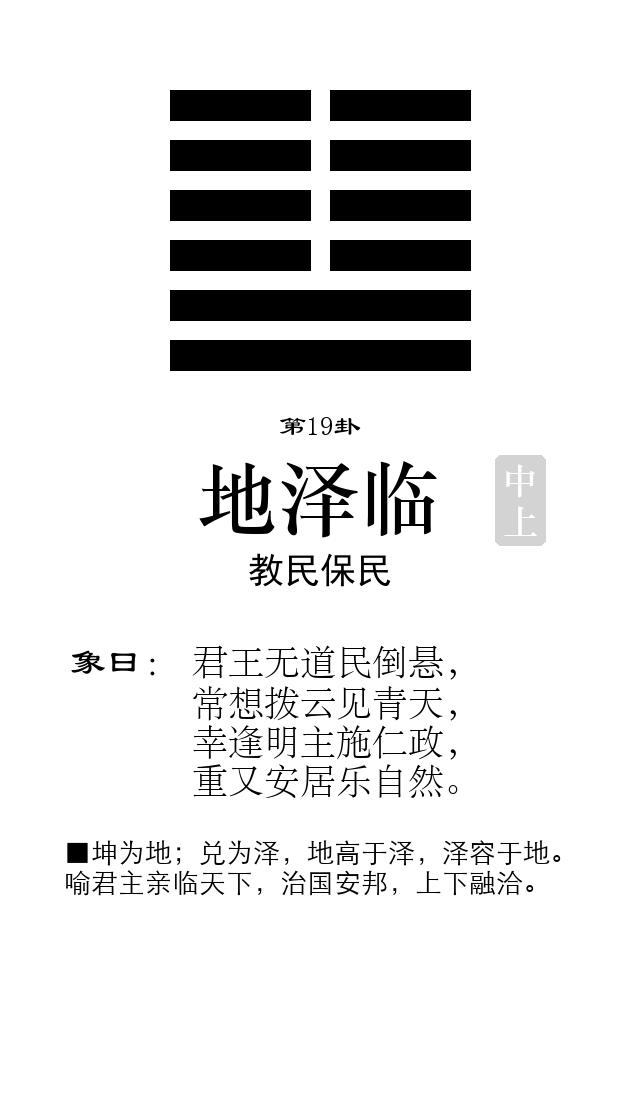 第19卦
地泽临
中上
教民保民
象曰： 君王无道民倒悬，
常想拨云见青天，
幸逢明主施仁政，
重又安居乐自然。
■坤为地；兑为泽，地高于泽，泽容于地。
喻君主亲临天下，治国安邦，上下融洽。